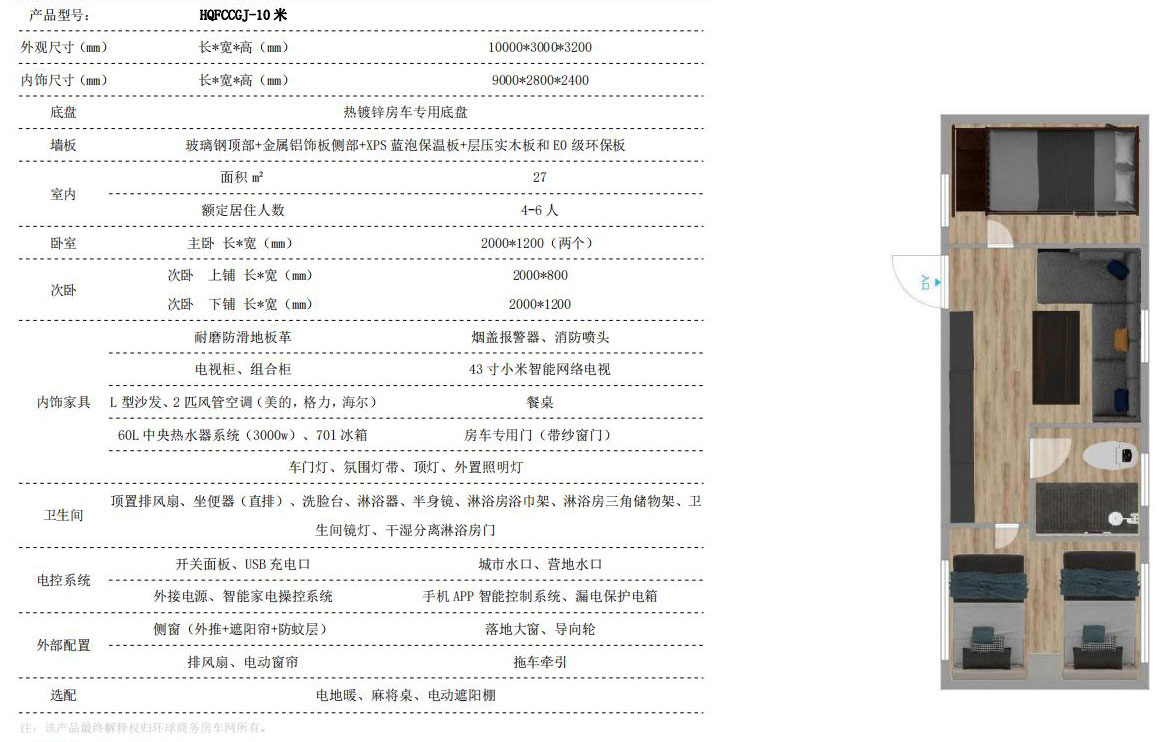 产品型号: HQFCCGJ-10 米
外观尺寸(mm) 长*宽*高(mm) 10000*3000*3200
内饰尺寸(mm) 长*宽*高(mm) 9000*2800*2400
底盘 热镀锌房车专用底盘
墙板 玻璃钢顶部+金属铝饰板侧部+XPS 蓝泡保温板+层压实木板和 E0 级环保板
室内
面积 m² 27
额定居住人数 4-6 人
卧室 主卧 长*宽(mm) 2000*1200(两个)
次卧
次卧 上铺 长*宽(mm) 2000*800
次卧 下铺 长*宽(mm) 2000*1200
内饰家具
耐磨防滑地板革 烟盖报警器、消防喷头
电视柜、组合柜 43 寸小米智能网络电视
L 型沙发、2 匹风管空调(美的,格力,海尔) 餐桌
60L 中央热水器系统(3000w)、70l 冰箱 房车专用门(带纱窗门)
车门灯、氛围灯带、顶灯、外置照明灯
卫生间
顶置排风扇、坐便器(直排)、洗脸台、淋浴器、半身镜、淋浴房浴巾架、淋浴房三角储物架、卫
生间镜灯、干湿分离淋浴房门
电控系统
开关面板、USB 充电口 城市水口、营地水口
外接电源、智能家电操控系统 手机 APP 智能控制系统、漏电保护电箱
外部配置
侧窗(外推+遮阳帘+防蚊层) 落地大窗、导向轮
排风扇、电动窗帘 拖车牵引
选配 电地暖、麻将桌、电动遮阳棚
注: 该产品最终解释权归环球商务房车网所有。